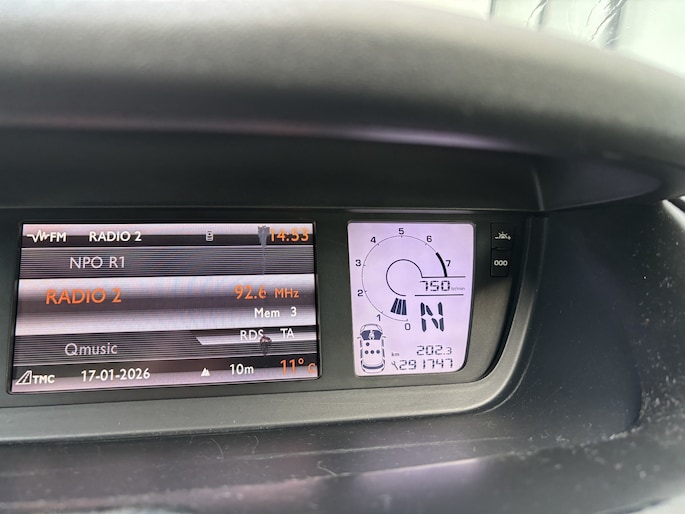 FM RADIO 2 14:53
NPO R1
RADIO 2 92.6 MHz
Mem 3
RDS TA
Qmusic
TMC 17-01-2026 10m 11°
5
4 6
3 7
750
2
1
0 N
km 202.3
291747
000